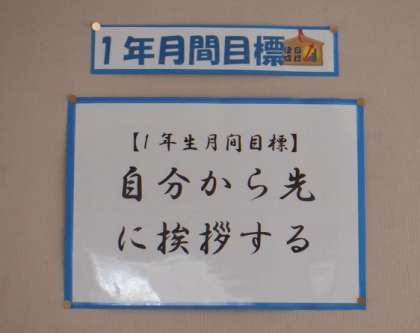 1年月間目標
【1年生月间目標】
自分から先
に挨拶する